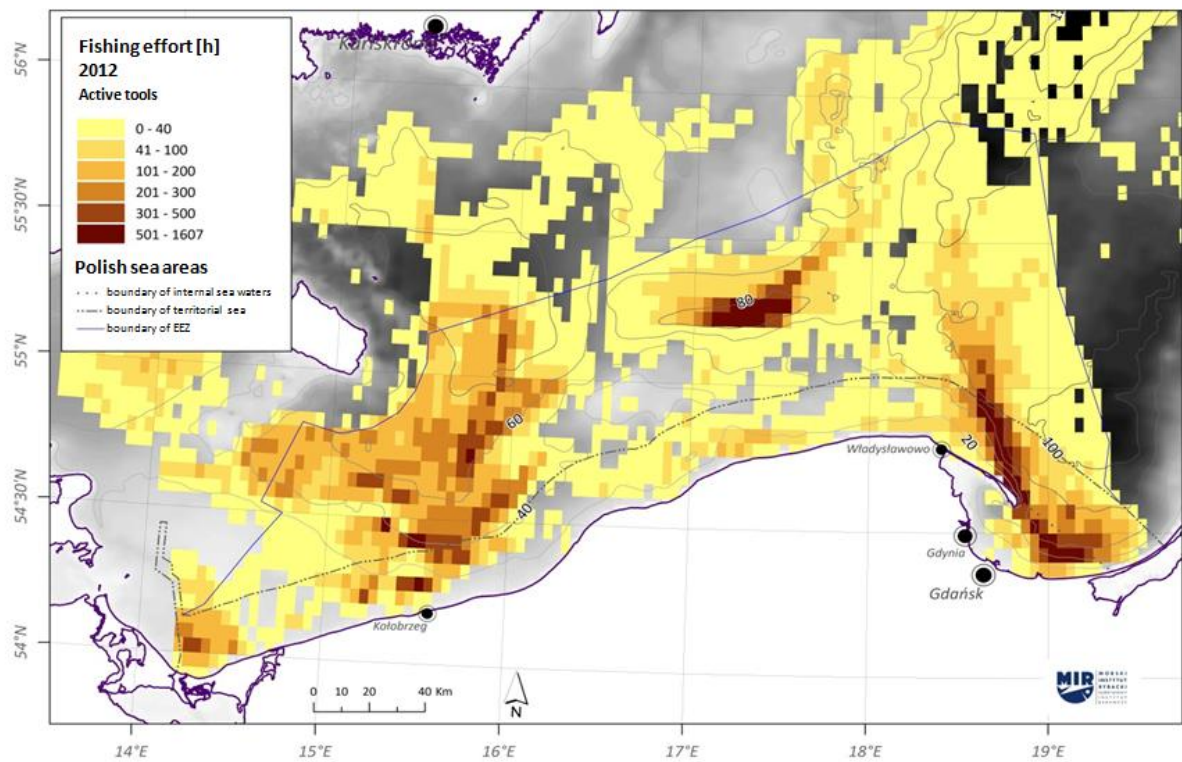 Fishing effort [h]
2012
Active tools
0 - 40
41 - 100
101 - 200
201 - 300
301 - 500
501 - 1607
Polish sea areas
boundary of internal sea waters
boundary of territorial sea
boundary of EEZ
56°N
55°30'N
55°N
54°30'N
54°N
80
60
40
20
100
Władysławowo
Gdynia
Gdańsk
Kołobrzeg
0 10 20 40 Km
N
MIR
MORSKI
INSTYTUT
RYBACKI
14°E
15°E
16°E
17°E
18°E
19°E